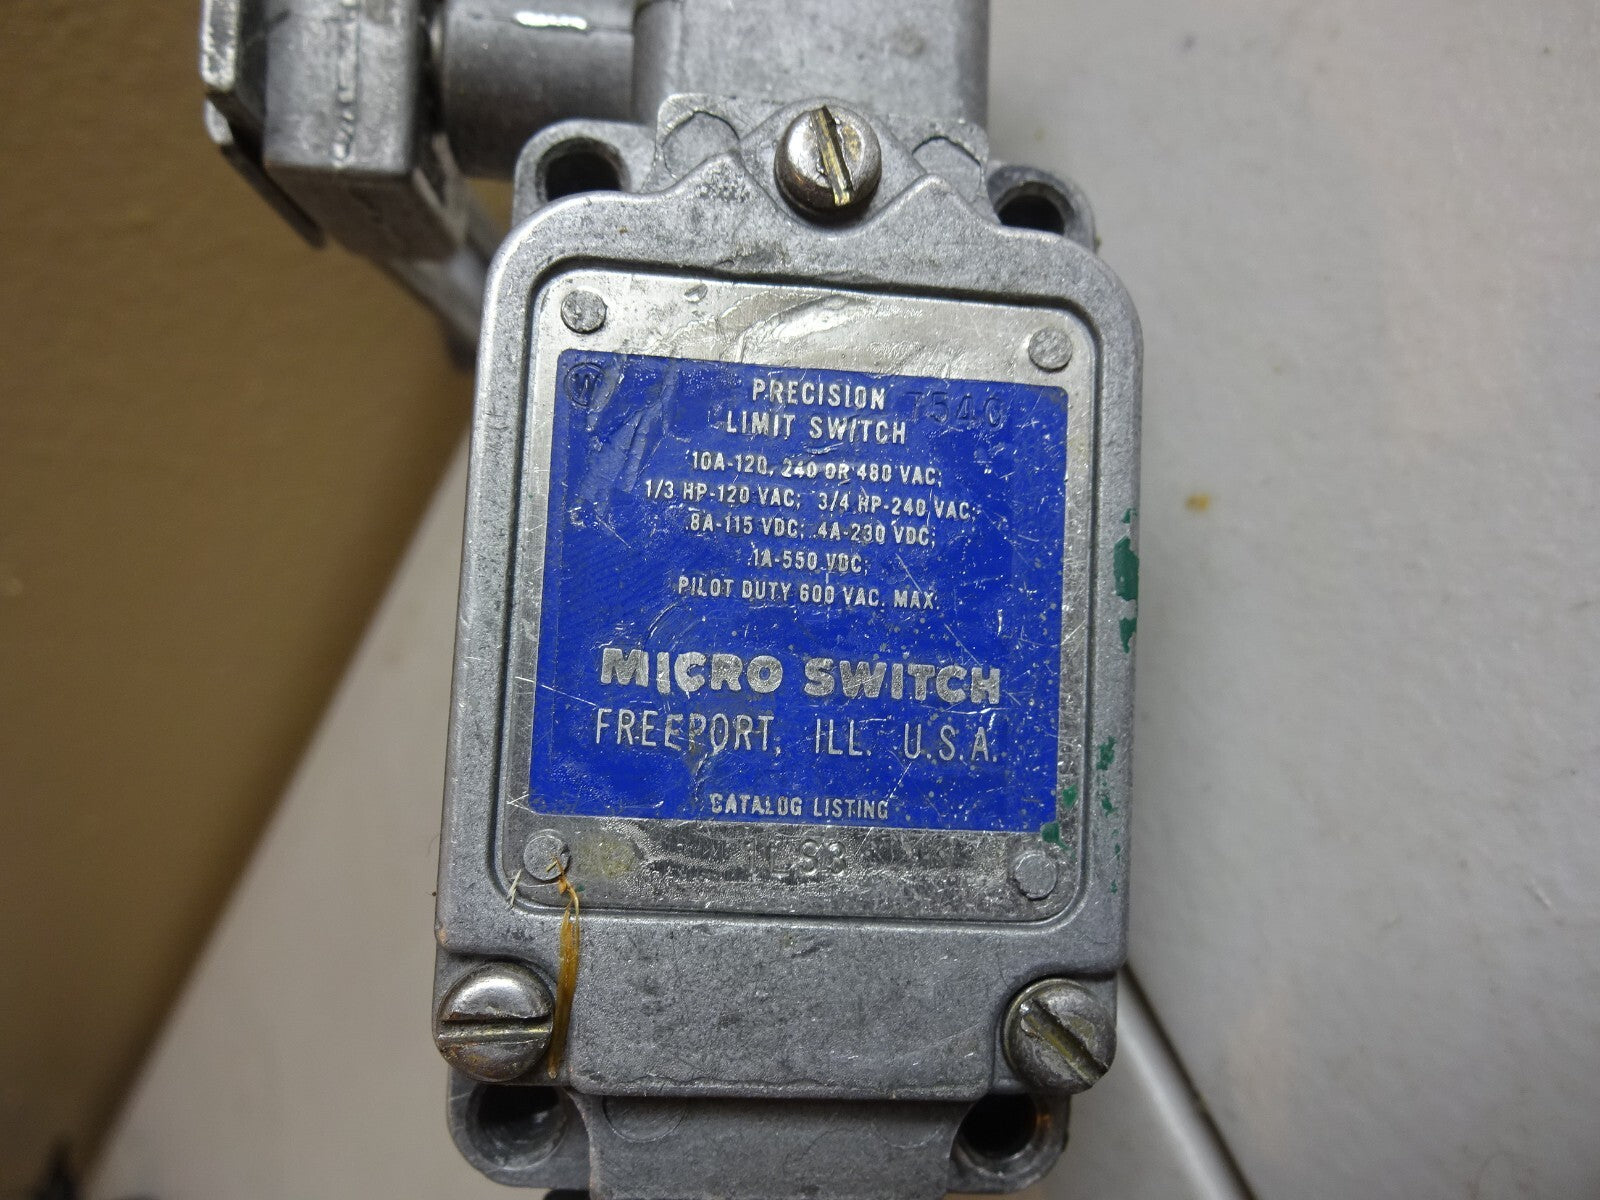 PRECISION 7540
LIMIT SWITCH
10A-120, 240 OR 480 VAC;
1/3 HP-120 VAC; 3/4 HP-240 VAC;
.8A-115 VDC; .4A-230 VDC;
.1A-550 VDC;
PILOT DUTY 600 VAC. MAX.
MICRO SWITCH
FREEPORT, ILL. U.S.A.
CATALOG LISTING
1LS3